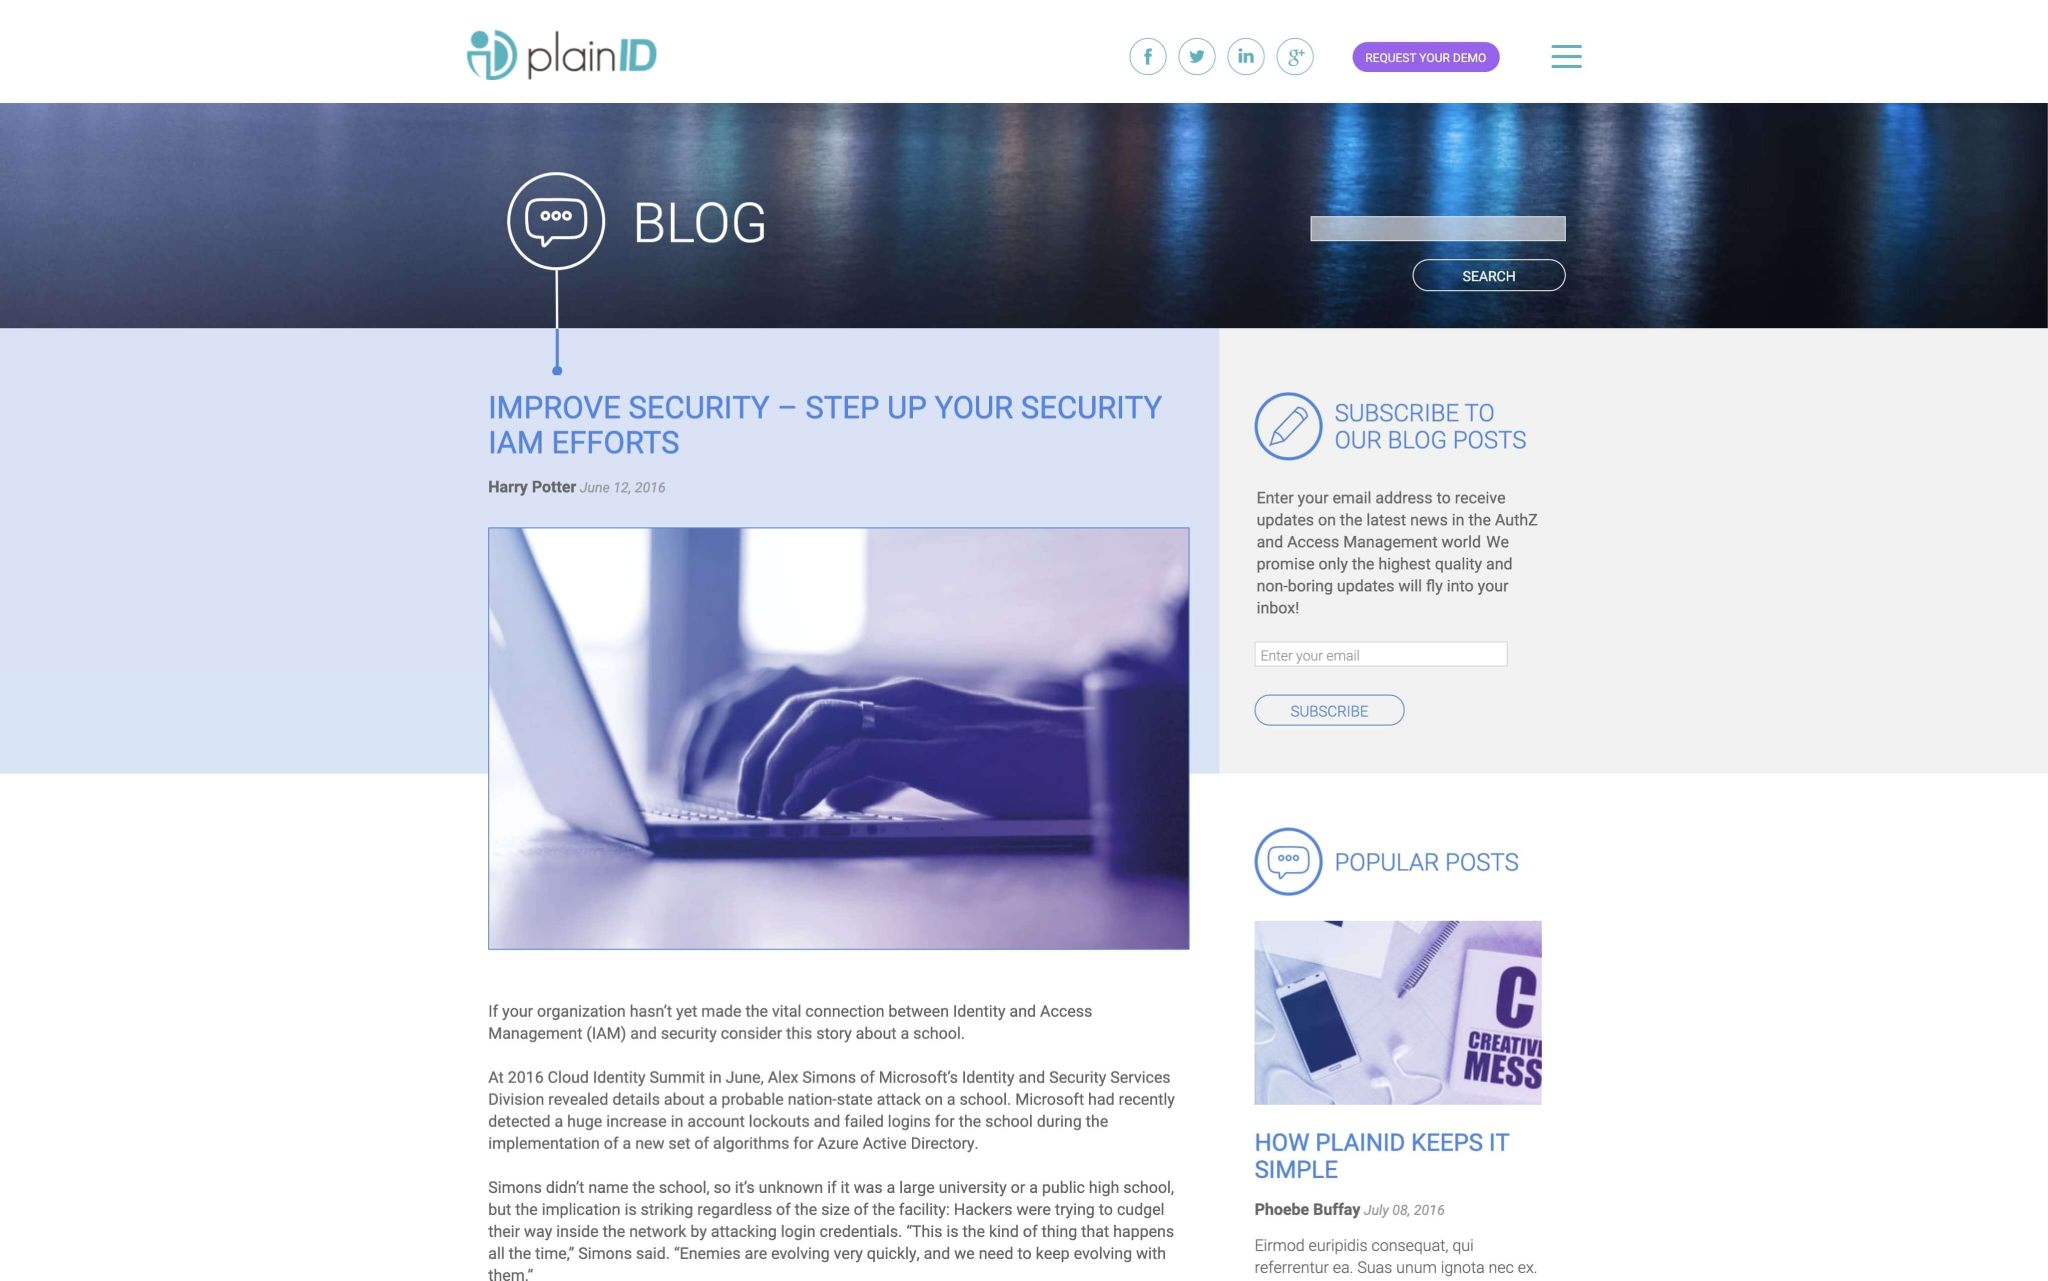 plainID
REQUEST YOUR DEMO
BLOG
SEARCH
IMPROVE SECURITY – STEP UP YOUR SECURITY
IAM EFFORTS
Harry Potter June 12, 2016
If your organization hasn’t yet made the vital connection between Identity and Access
Management (IAM) and security consider this story about a school.
At 2016 Cloud Identity Summit in June, Alex Simons of Microsoft’s Identity and Security Services
Division revealed details about a probable nation-state attack on a school. Microsoft had recently
detected a huge increase in account lockouts and failed logins for the school during the
implementation of a new set of algorithms for Azure Active Directory.
Simons didn’t name the school, so it’s unknown if it was a large university or a public high school,
but the implication is striking regardless of the size of the facility: Hackers were trying to cudgel
their way inside the network by attacking login credentials. “This is the kind of thing that happens
all the time,” Simons said. “Enemies are evolving very quickly, and we need to keep evolving with
them.”
SUBSCRIBE TO
OUR BLOG POSTS
Enter your email address to receive
updates on the latest news in the AuthZ
and Access Management world We
promise only the highest quality and
non-boring updates will fly into your
inbox!
Enter your email
SUBSCRIBE
POPULAR POSTS
C
CREATIV
MESS
HOW PLAINID KEEPS IT
SIMPLE
Phoebe Buffay July 08, 2016
Eirmod euripidis consequat, qui
referrentur ea. Suas unum ignota nec ex.